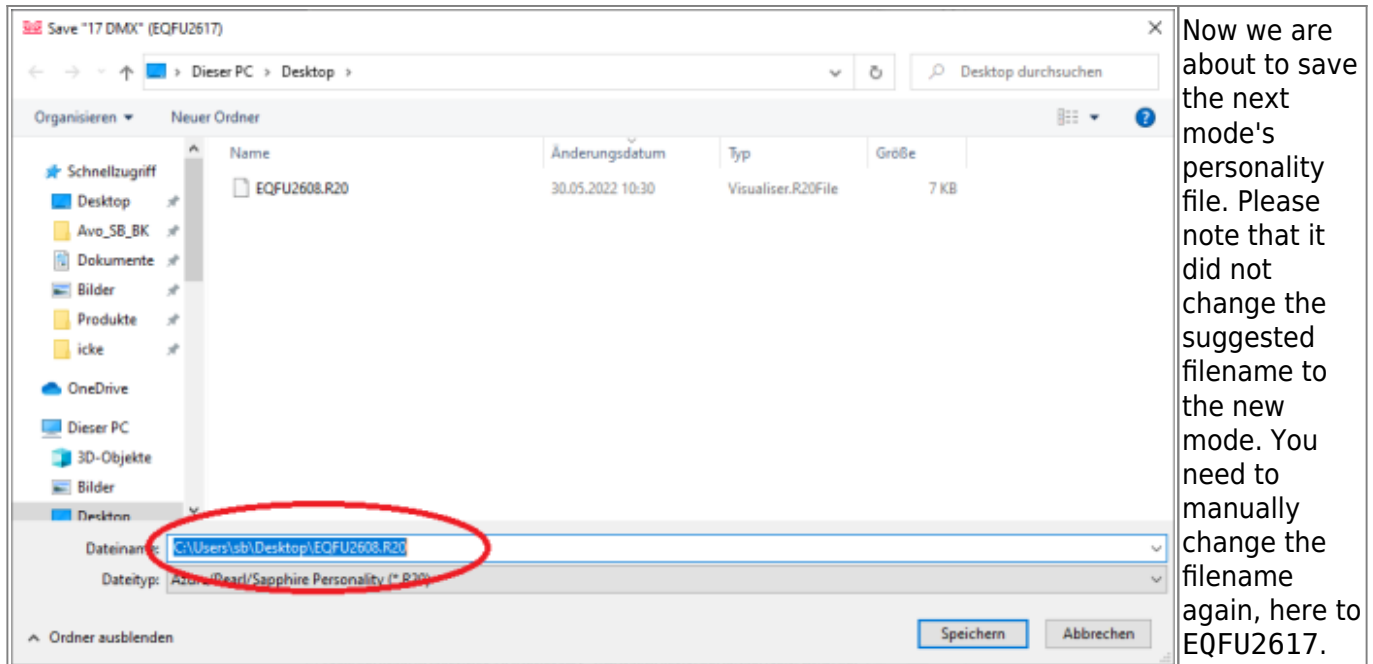 Save "17 DMX" (EQFU2617)
Dieser PC > Desktop >
Desktop durchsuchen
Organisieren Neuer Ordner
Name Änderungsdatum Typ Größe
EQFU2608.R20 30.05.2022 10:30 Visualiser.R20File 7 KB
Schnellzugriff
Desktop
Avo_SB_BK
Dokumente
Bilder
Produkte
icke
OneDrive
Dieser PC
3D-Objekte
Bilder
Desktop
Dateiname: C:\Users\sb\Desktop\EQFU2608.R20
Dateityp: Azure/Pearl/Sapphire Personality (*.R20)
Ordner ausblenden
Speichern Abbrechen
Now we are
about to save
the next
mode's
personality
file. Please
note that it
did not
change the
suggested
filename to
the new
mode. You
need to
manually
change the
filename
again, here to
EQFU2617.